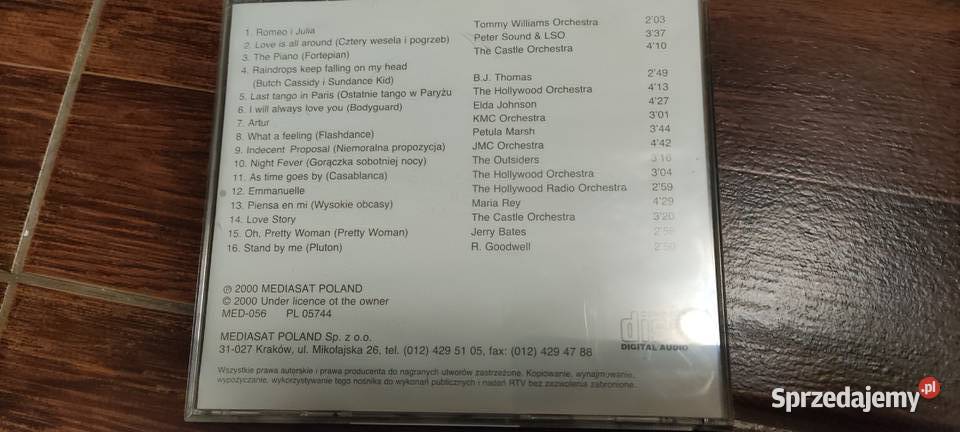 1. Romeo i Julia Tommy Williams Orchestra 2'03
2. Love is all around (Cztery wesela i pogrzeb) Peter Sound & LSO 3'37
3. The Piano (Fortepian) The Castle Orchestra 4'10
4. Raindrops keep falling on my head
(Butch Cassidy i Sundance Kid) B.J. Thomas 2'49
5. Last tango in Paris (Ostatnie tango w Paryżu The Hollywood Orchestra 4'13
6. I will always love you (Bodyguard) Elda Johnson 4'27
7. Artur KMC Orchestra 3'01
8. What a feeling (Flashdance) Petula Marsh 3'44
9. Indecent Proposal (Niemoralna propozycja) JMC Orchestra 4'42
10. Night Fever (Gorączka sobotniej nocy) The Outsiders 3'16
11. As time goes by (Casablanca) The Hollywood Orchestra 3'04
12. Emmanuelle The Hollywood Radio Orchestra 2'59
13. Piensa en mi (Wysokie obcasy) Maria Rey 4'29
14. Love Story The Castle Orchestra 3'20
15. Oh, Pretty Woman (Pretty Woman) Jerry Bates
16. Stand by me (Pluton) R. Goodwell
℗ 2000 MEDIASAT POLAND
© 2000 Under licence ot the owner
MED-056 PL 05744
MEDIASAT POLAND Sp. z o.o.
31-027 Kraków, ul. Mikołajska 26, tel. (012) 429 51 05, fax: (012) 429 47 88
disc
DIGITAL AUDIO
Wszystkie prawa autorskie i prawa producenta do nagranych utworów zastrzeżone. Kopiowanie, wynajmowanie,
wypożyczanie, wykorzystywanie tego nośnika do wykonań publicznych i nadań RTV bez zezwolenia zabronione.
Sprzedajemy.pl